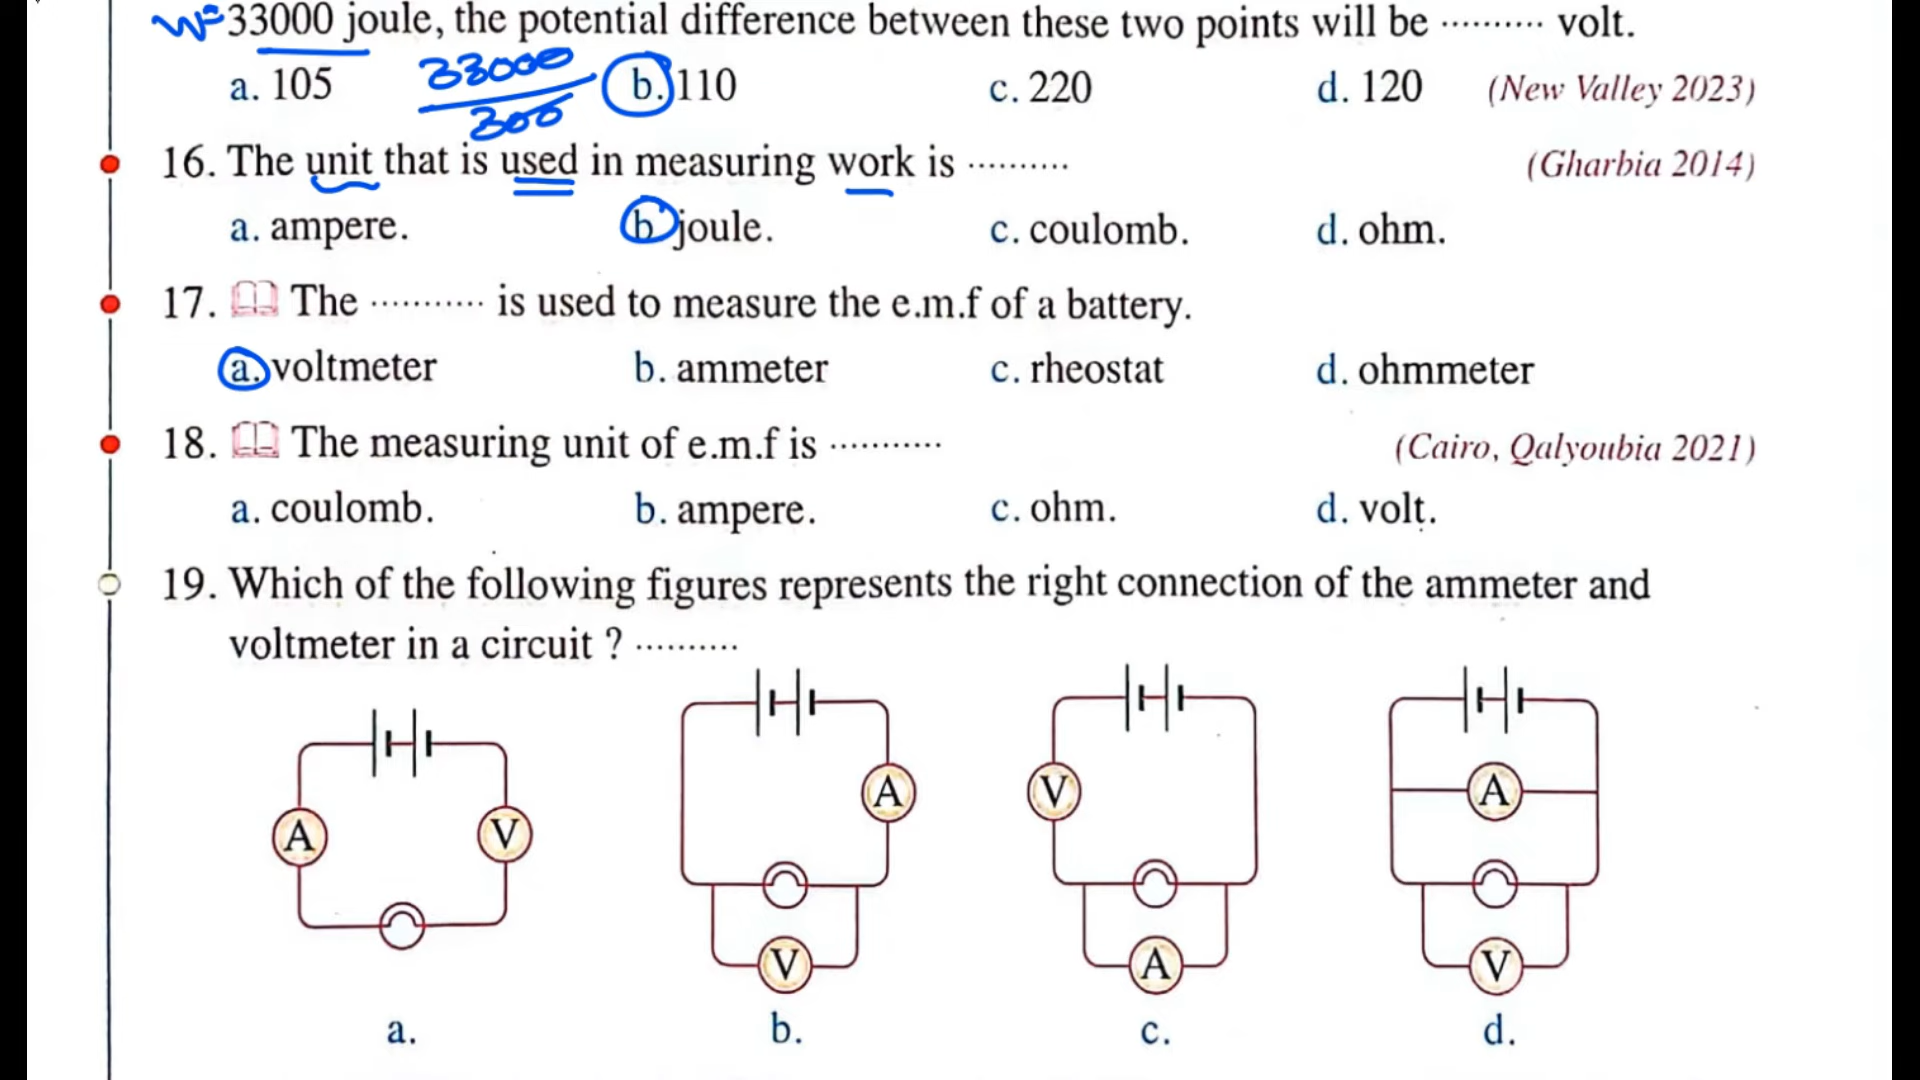 W= 33000 joule, the potential difference between these two points will be .......... volt.
a. 105 33000/300 b. 110 c. 220 d. 120 (New Valley 2023)
16. The unit that is used in measuring work is .......... (Gharbia 2014)
a. ampere. b. joule. c. coulomb. d. ohm.
17. The ........... is used to measure the e.m.f of a battery.
a. voltmeter b. ammeter c. rheostat d. ohmmeter
18. The measuring unit of e.m.f is ........... (Cairo, Qalyoubia 2021)
a. coulomb. b. ampere. c. ohm. d. volt.
19. Which of the following figures represents the right connection of the ammeter and
voltmeter in a circuit ? ..........
A V
A V
V A
A V
a. b. c. d.